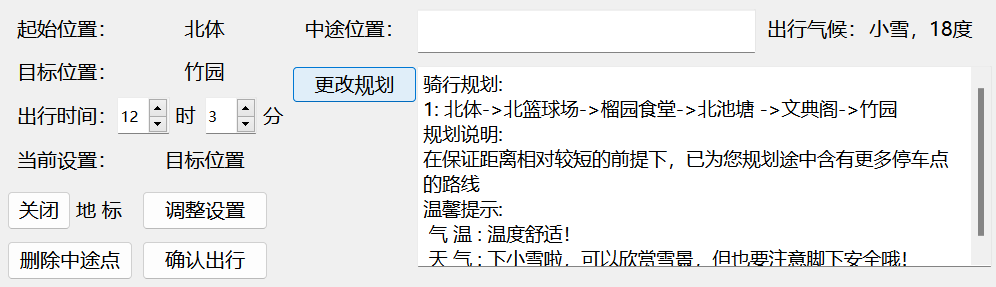 起始位置： 北体 中途位置： 出行气候：小雪，18度
目标位置： 竹园
更改规划
出行时间： 12 时 3 分
当前设置： 目标位置
关闭 地 标 调整设置
删除中途点 确认出行
骑行规划:
1: 北体->北篮球场->榴园食堂->北池塘 ->文典阁->竹园
规划说明:
在保证距离相对较短的前提下，已为您规划途中含有更多停车点
的路线
温馨提示:
气 温 : 温度舒适！
天 气 : 下小雪啦，可以欣赏雪景，但也要注意脚下安全哦！